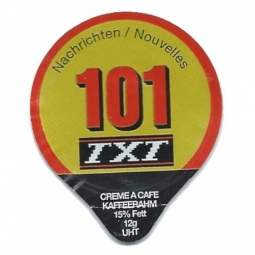 Nachrichten / Nouvelles
101
TXT
CREME A CAFE
KAFFEERAHM
15% Fett
12g
UHT